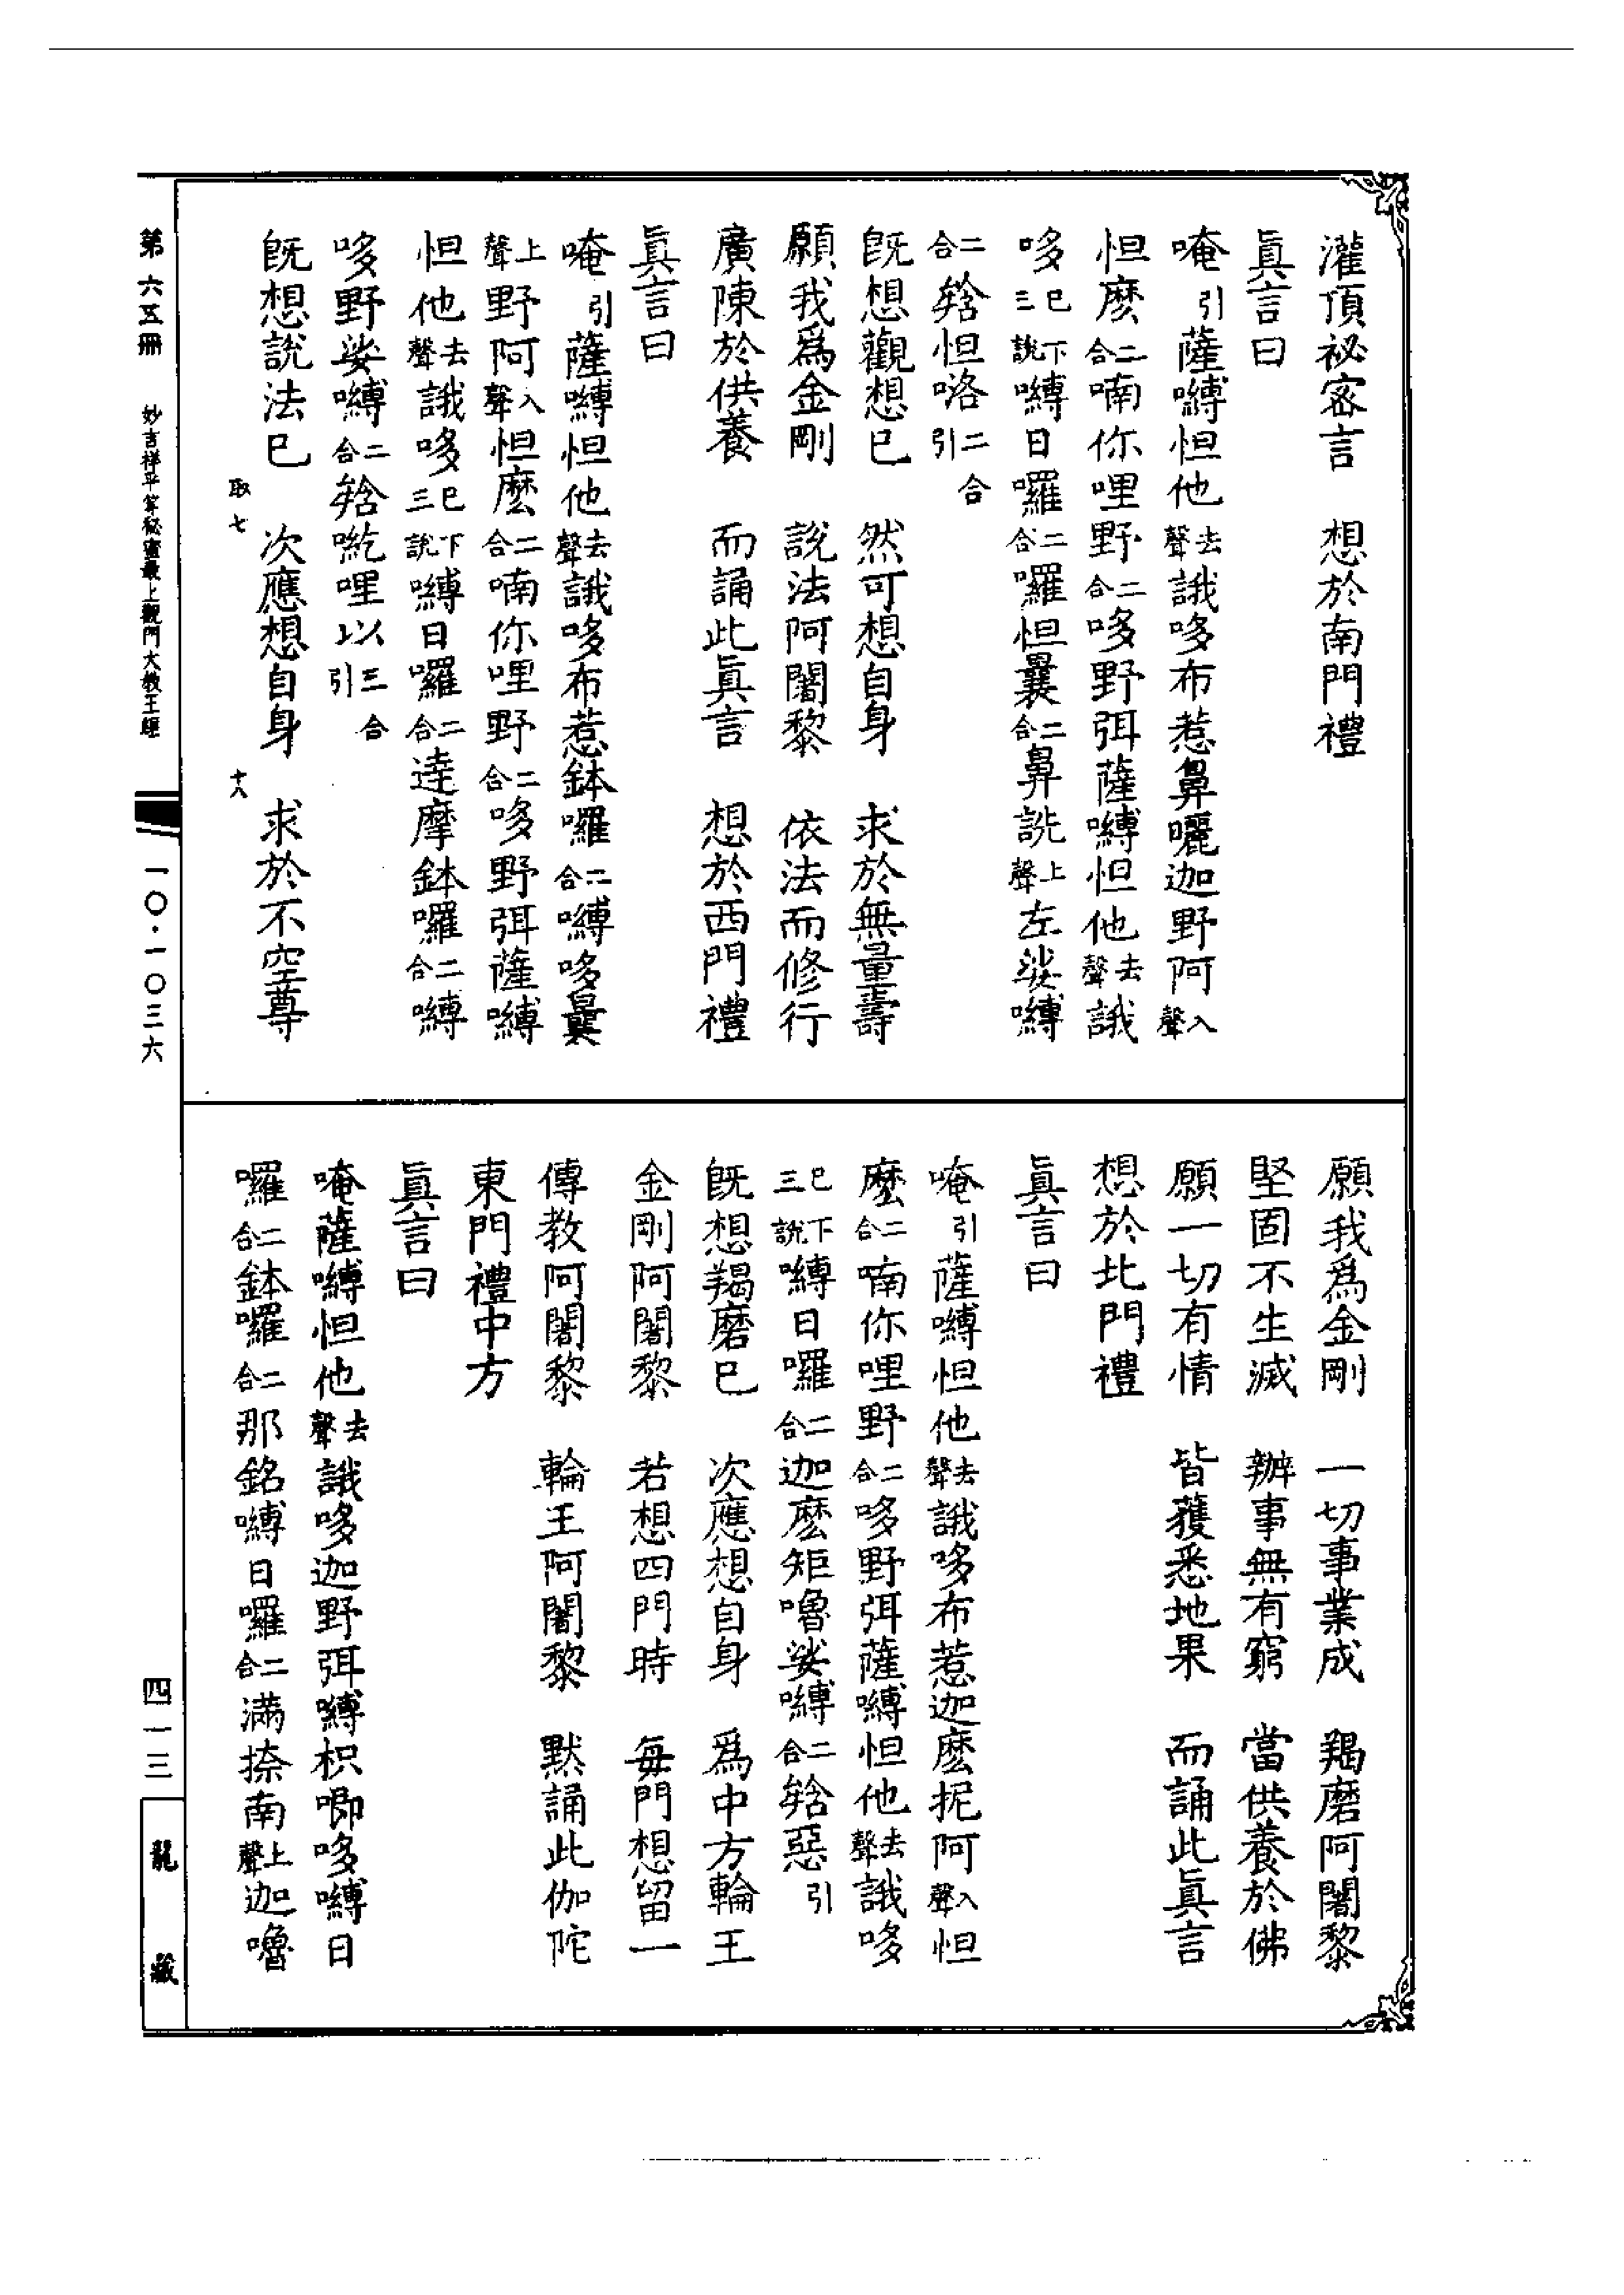 灌頂祕密言　想於南門禮
眞言曰
唵引薩嚩怛他去聲誐哆布惹鼻曬迦野阿入聲
怛麼二合喃你哩野二合哆野弭薩嚩怛他去聲誐
哆巳下三說嚩日囉二合囉怛曩二合鼻詵上聲左娑嚩
二合㗶怛咯二合引
旣想觀想已　然可想自身　求於無量壽
願我爲金剛　說法阿闍黎　依法而修行
廣陳於供養　而誦此眞言　想於西門禮
眞言曰
唵引薩嚩怛他去聲誐哆布惹鉢囉二合嚩哆曩
上聲野阿入聲怛麼二合喃你哩野二合哆野弭薩嚩
怛他去聲誐哆巳下三說嚩日囉二合達摩鉢囉二合嚩
哆野娑嚩二合㗶紇哩以三合引
旣想說法已　次應想自身　求於不空尊
願我爲金剛　一切事業成　羯磨阿闍黎
堅固不生滅　辦事無有窮　當供養於佛
願一切有情　皆獲悉地果　而誦此眞言
想於北門禮
眞言曰
唵引薩嚩怛他去聲誐哆布惹迦麼抳阿入聲怛
麼二合喃你哩野二合哆野弭薩嚩怛他去聲誐哆
巳下三說嚩日囉二合迦麼矩嚕娑嚩二合㗶惡引
旣想羯磨已　次應想自身　爲中方輪王
金剛阿闍黎　若想四門時　每門想留一
傳教阿闍黎　輪王阿闍黎　默誦此伽陀
東門禮中方
眞言曰
唵薩嚩怛他去聲誐哆迦野弭嚩枳唧哆嚩日
囉二合鉢囉二合那銘嚩日囉二合滿捺南上聲迦嚕
第六五冊　妙吉祥平等秘密最上觀門大教王經
一〇·一〇三六
四一三
龍藏
取七
十八